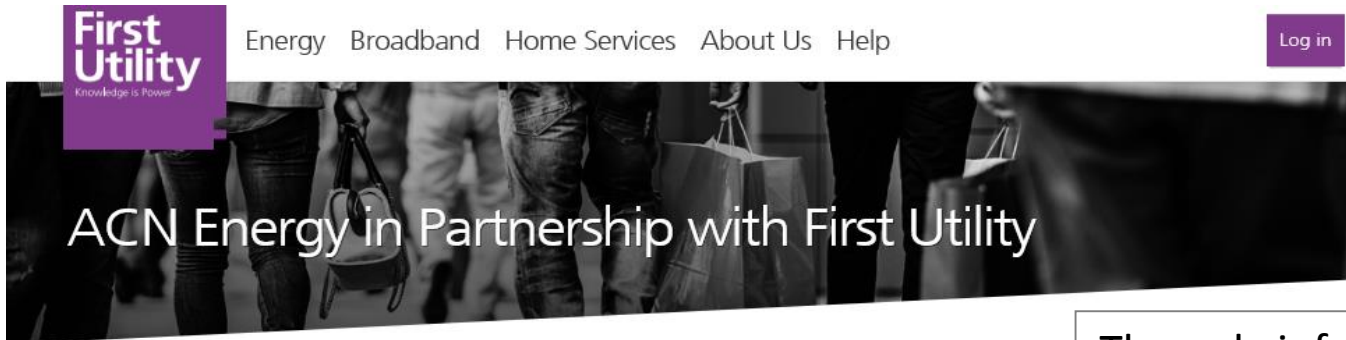 First
Utility
Knowledge is Power
Energy Broadband Home Services About Us Help
Log in
ACN Energy in Partnership with First Utility